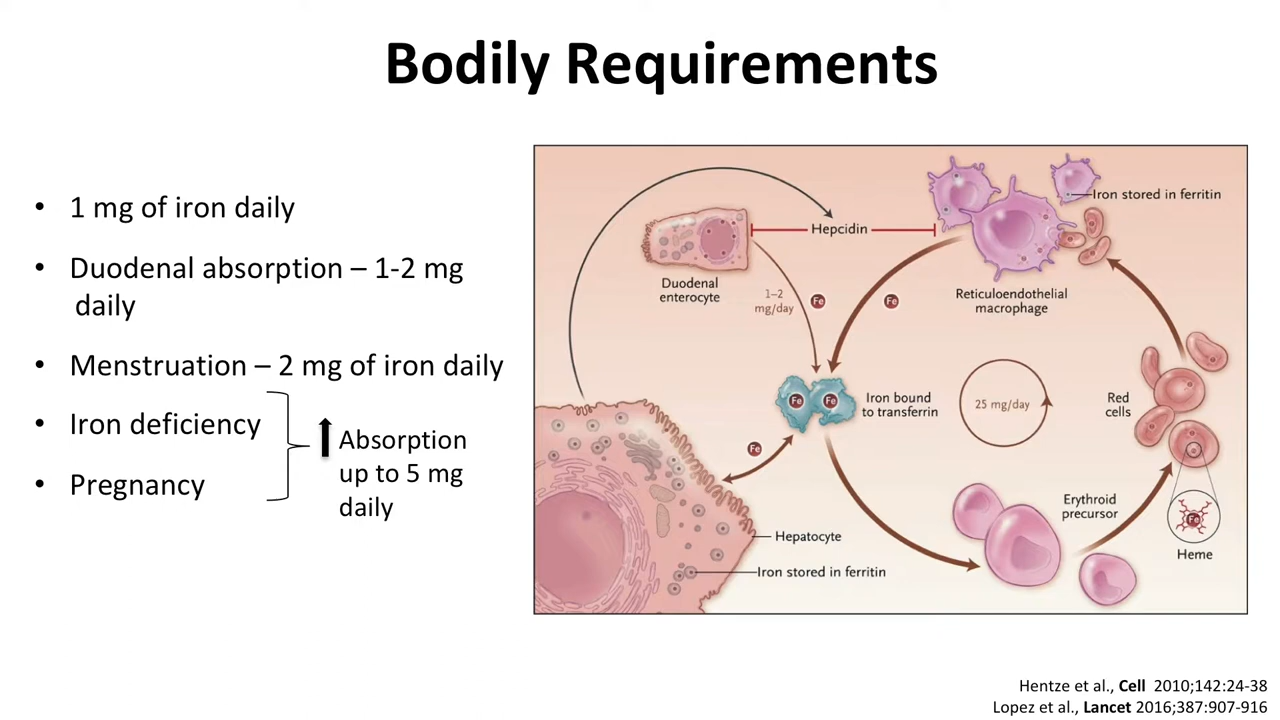 Bodily Requirements
• 1 mg of iron daily
• Duodenal absorption – 1-2 mg
daily
• Menstruation – 2 mg of iron daily
• Iron deficiency
• Pregnancy
Absorption
up to 5 mg
daily
Hepcidin
Iron stored in ferritin
Duodenal
enterocyte
1–2
mg/day
Fe
Fe
Reticuloendothelial
macrophage
Fe
Fe
Iron bound
to transferrin
25 mg/day
Red
cells
Fe
Erythroid
precursor
Fe
Heme
Hepatocyte
Iron stored in ferritin
Hentze et al., Cell 2010;142:24-38
Lopez et al., Lancet 2016;387:907-916